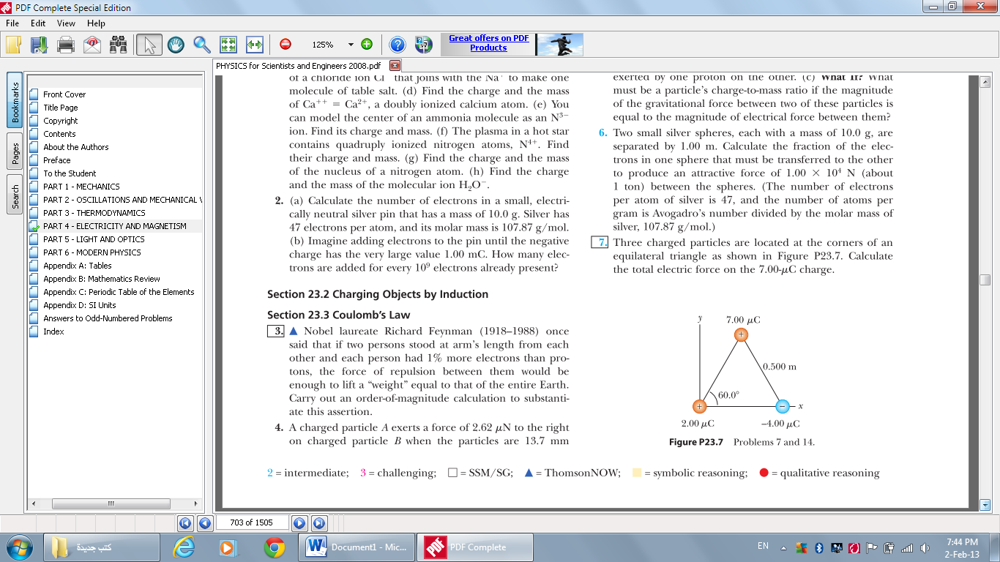 PDF Complete Special Edition
File Edit View Help
125%
Great offers on PDF
Products
PHYSICS for Scientists and Engineers 2008.pdf
Bookmarks
Pages
Search
Front Cover
Title Page
Copyright
Contents
About the Authors
Preface
To the Student
PART 1 - MECHANICS
PART 2 - OSCILLATIONS AND MECHANICAL
PART 3 - THERMODYNAMICS
PART 4 - ELECTRICITY AND MAGNETISM
PART 5 - LIGHT AND OPTICS
PART 6 - MODERN PHYSICS
Appendix A: Tables
Appendix B: Mathematics Review
Appendix C: Periodic Table of the Elements
Appendix D: SI Units
Answers to Odd-Numbered Problems
Index
of a chloride ion Cl⁻ that joins with the Na⁺ to make one
molecule of table salt. (d) Find the charge and the mass
of Ca⁺⁺ = Ca²⁺, a doubly ionized calcium atom. (e) You
can model the center of an ammonia molecule as an N³⁻
ion. Find its charge and mass. (f) The plasma in a hot star
contains quadruply ionized nitrogen atoms, N⁴⁺. Find
their charge and mass. (g) Find the charge and the mass
of the nucleus of a nitrogen atom. (h) Find the charge
and the mass of the molecular ion H₂O⁻.
2. (a) Calculate the number of electrons in a small, electri-
cally neutral silver pin that has a mass of 10.0 g. Silver has
47 electrons per atom, and its molar mass is 107.87 g/mol.
(b) Imagine adding electrons to the pin until the negative
charge has the very large value 1.00 mC. How many elec-
trons are added for every 10⁹ electrons already present?
Section 23.2 Charging Objects by Induction
Section 23.3 Coulomb's Law
3. ▲ Nobel laureate Richard Feynman (1918–1988) once
said that if two persons stood at arm's length from each
other and each person had 1% more electrons than pro-
tons, the force of repulsion between them would be
enough to lift a "weight" equal to that of the entire Earth.
Carry out an order-of-magnitude calculation to substanti-
ate this assertion.
4. A charged particle A exerts a force of 2.62 μN to the right
on charged particle B when the particles are 13.7 mm
exerted by one proton on the other. (c) What If? What
must be a particle's charge-to-mass ratio if the magnitude
of the gravitational force between two of these particles is
equal to the magnitude of electrical force between them?
6. Two small silver spheres, each with a mass of 10.0 g, are
separated by 1.00 m. Calculate the fraction of the elec-
trons in one sphere that must be transferred to the other
to produce an attractive force of 1.00 × 10⁴ N (about
1 ton) between the spheres. (The number of electrons
per atom of silver is 47, and the number of atoms per
gram is Avogadro's number divided by the molar mass of
silver, 107.87 g/mol.)
7. Three charged particles are located at the corners of an
equilateral triangle as shown in Figure P23.7. Calculate
the total electric force on the 7.00-μC charge.
y
7.00 μC
+
0.500 m
60.0°
+
−
x
2.00 μC
–4.00 μC
Figure P23.7 Problems 7 and 14.
2 = intermediate; 3 = challenging; □ = SSM/SG; ▲ = ThomsonNOW; = symbolic reasoning; ● = qualitative reasoning
703 of 1505
كتب جديدة
Document1 - Mic...
PDF Complete
EN
7:44 PM
2-Feb-13